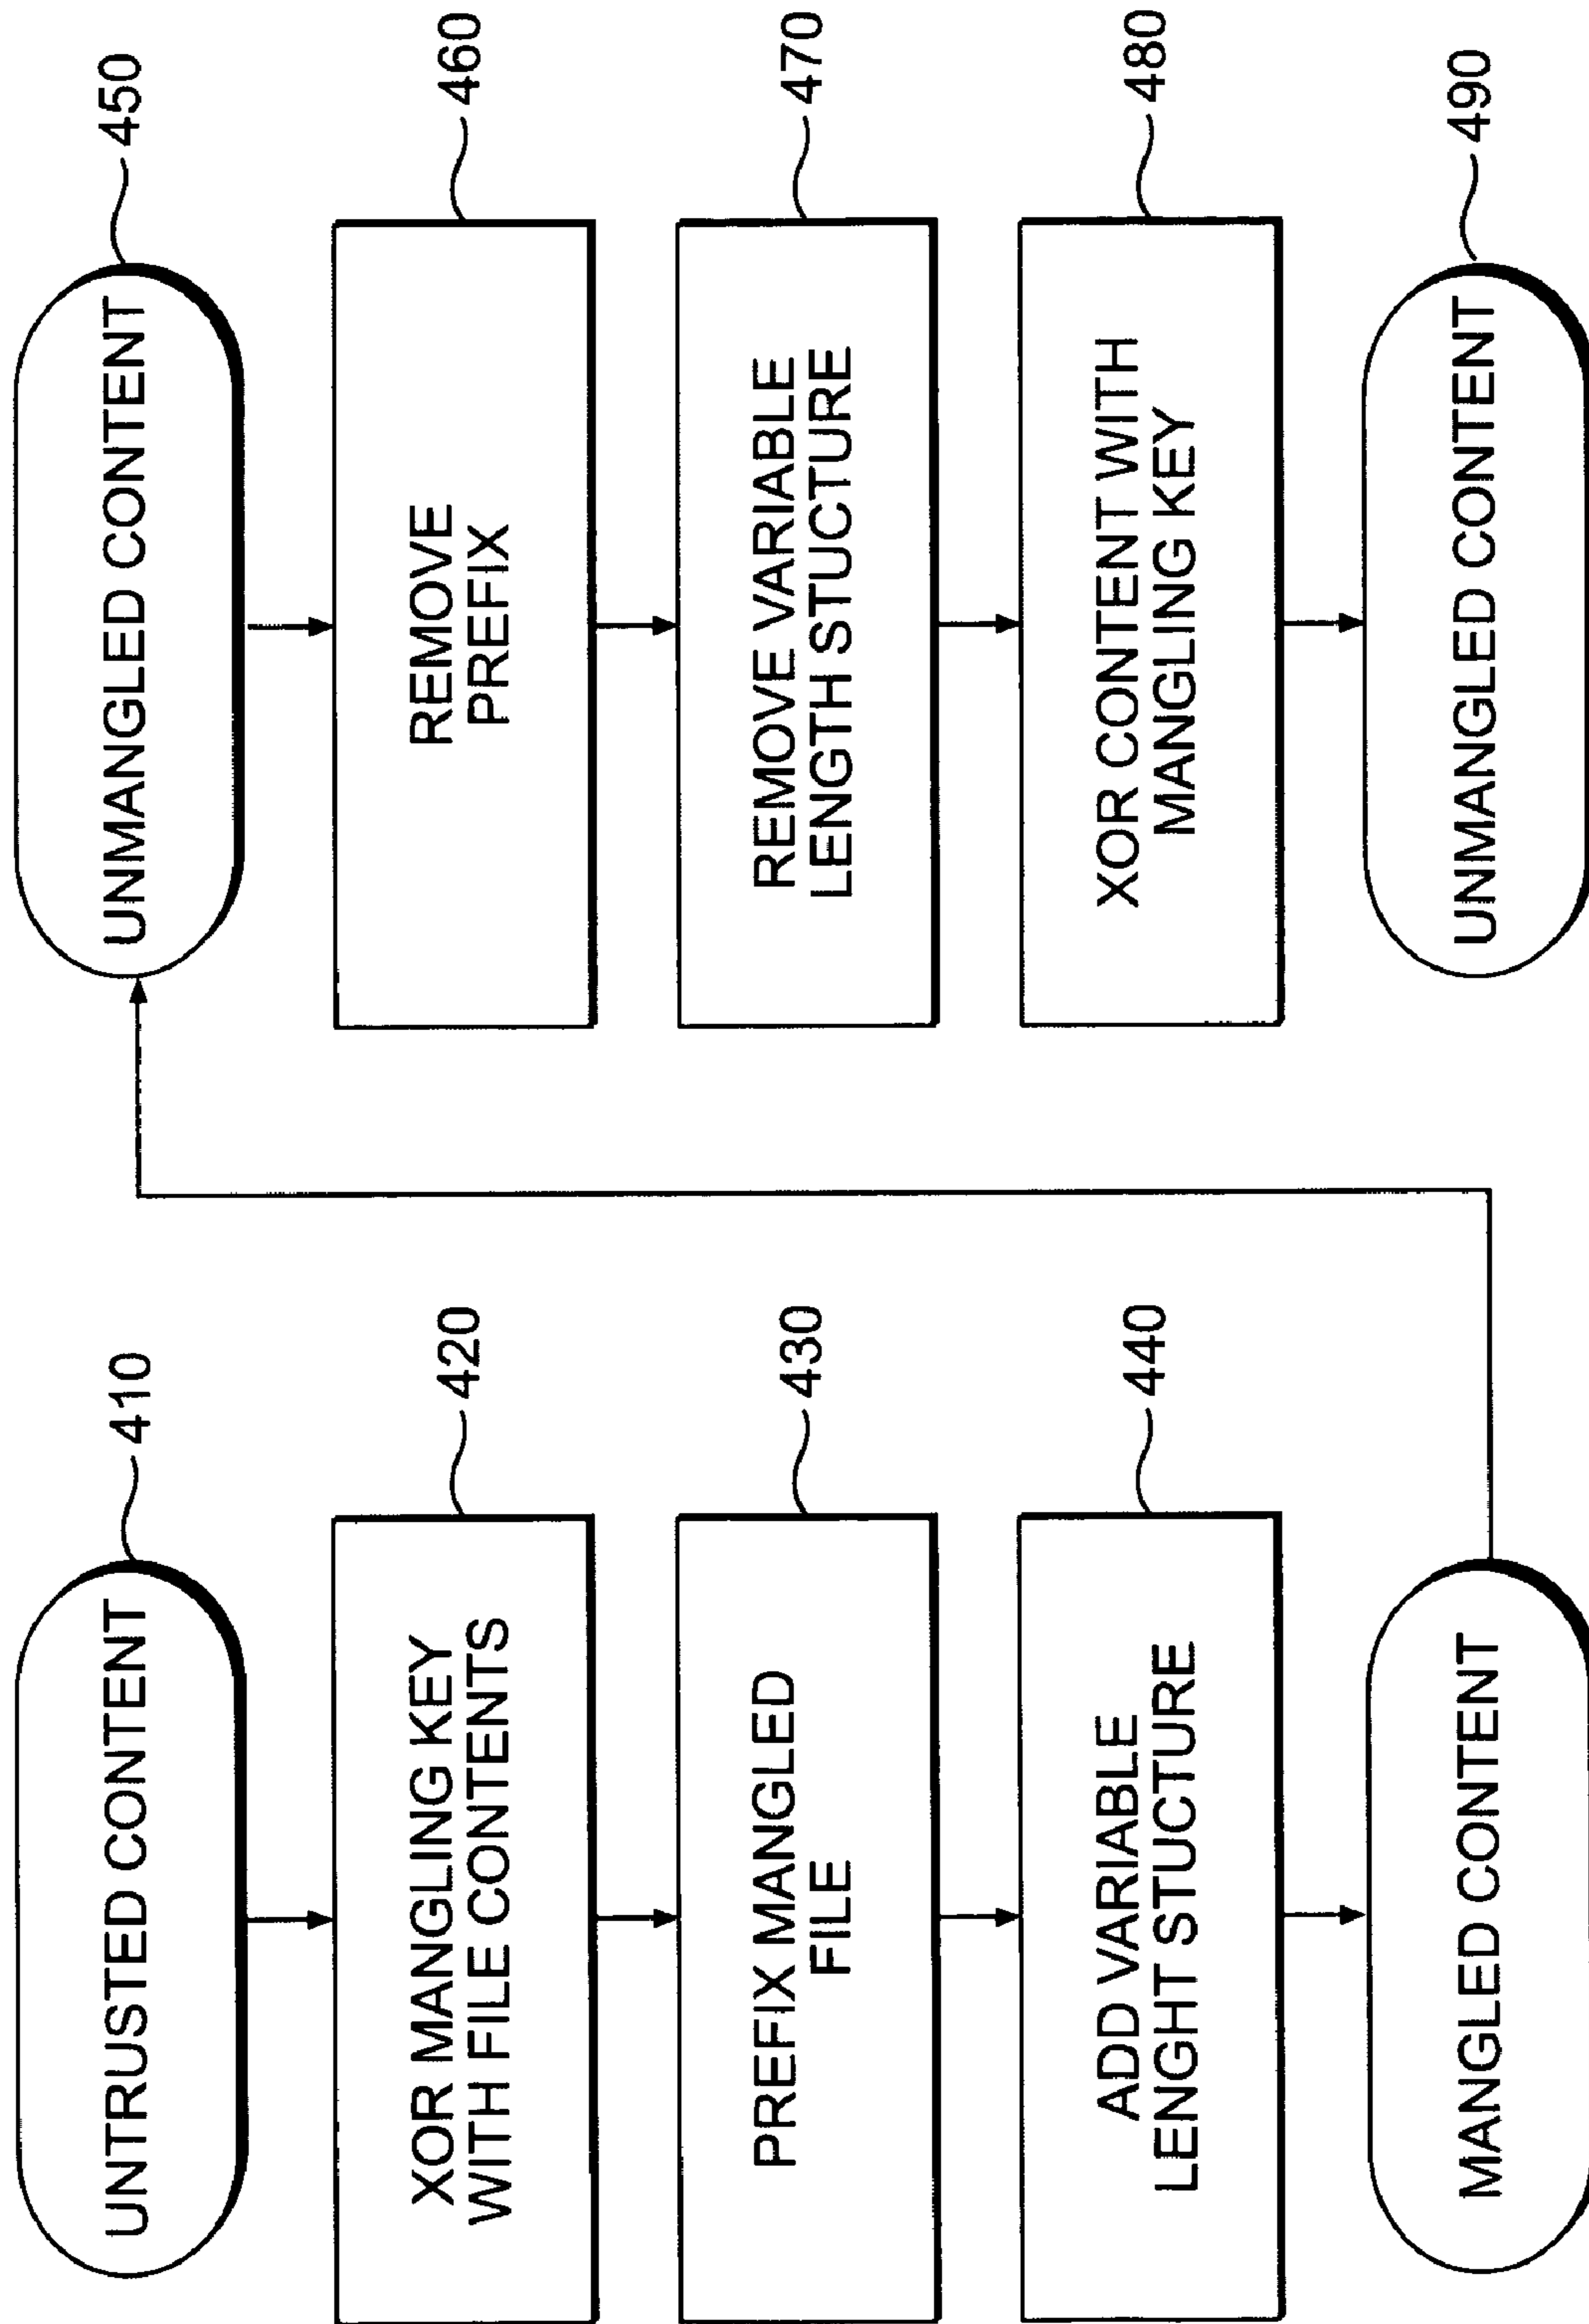 UNTRUSTED CONTENT
410
XOR MANGLING KEY
WITH FILE CONTENTS
420
PREFIX MANGLED
FILE
430
ADD VARIABLE
LENGHT STUCTURE
440
MANGLED CONTENT
UNMANGLED CONTENT
450
REMOVE
PREFIX
460
REMOVE VARIABLE
LENGTH STUCTURE
470
XOR CONTENT WITH
MANGLING KEY
480
UNMANGLED CONTENT
490